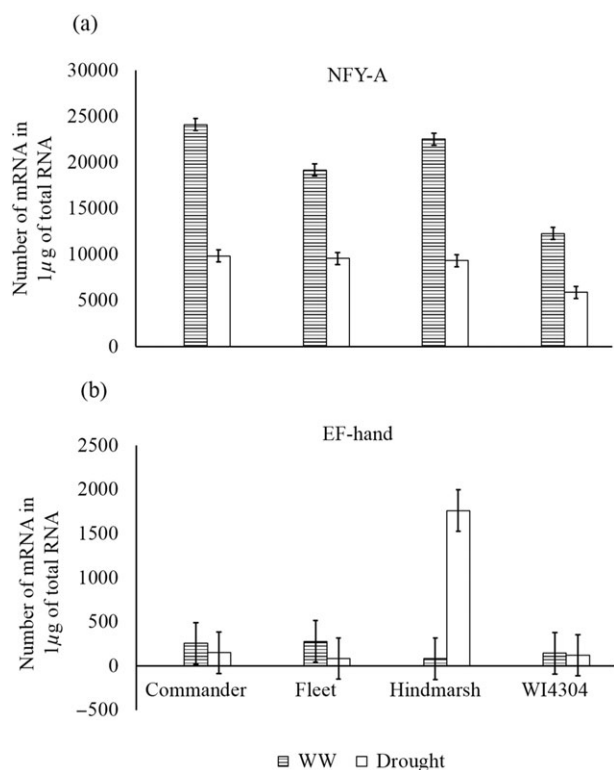 (a)
NFY-A
Number of mRNA in
1µg of total RNA
30000
25000
20000
15000
10000
5000
0
(b)
EF-hand
Number of mRNA in
1µg of total RNA
2500
2000
1500
1000
500
0
–500
Commander Fleet Hindmarsh WI4304
WW Drought